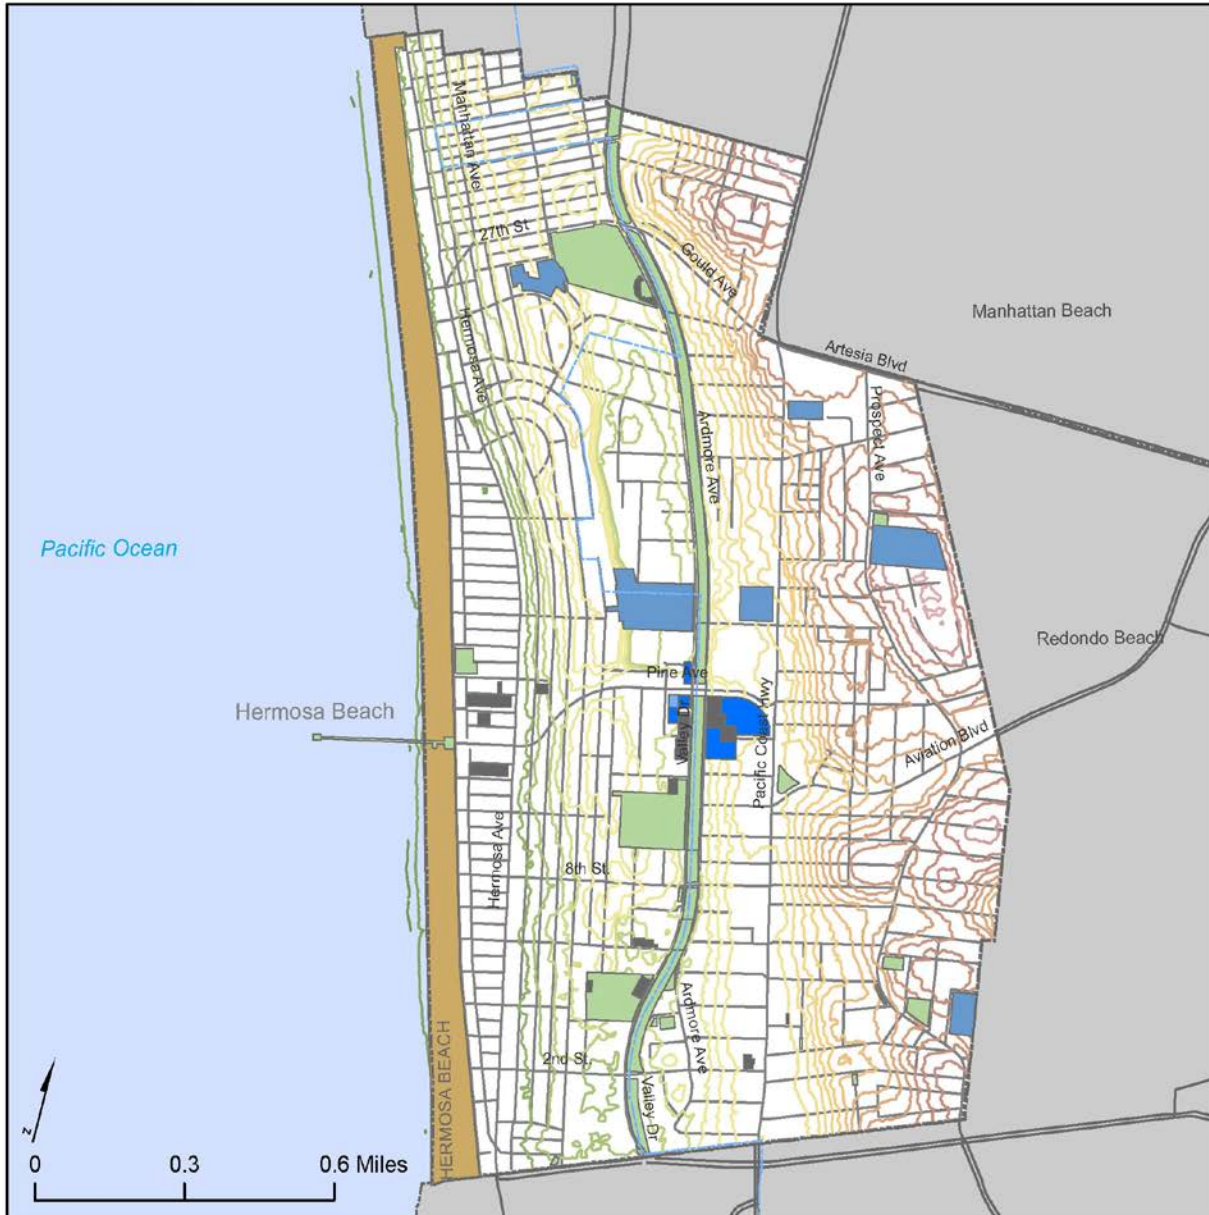 Manhattan Ave
27th St
Gould Ave
Manhattan Beach
Hermosa Ave
Artesia Blvd
Prospect Ave
Ardmore Ave
Pacific Ocean
Redondo Beach
Pine Ave
Hermosa Beach
Valley Dr
Pacific Coast Hwy
Aviation Blvd
Hermosa Ave
8th St.
Ardmore Ave
HERMOSA BEACH
2nd St.
Valley Dr
z
0 0.3 0.6 Miles